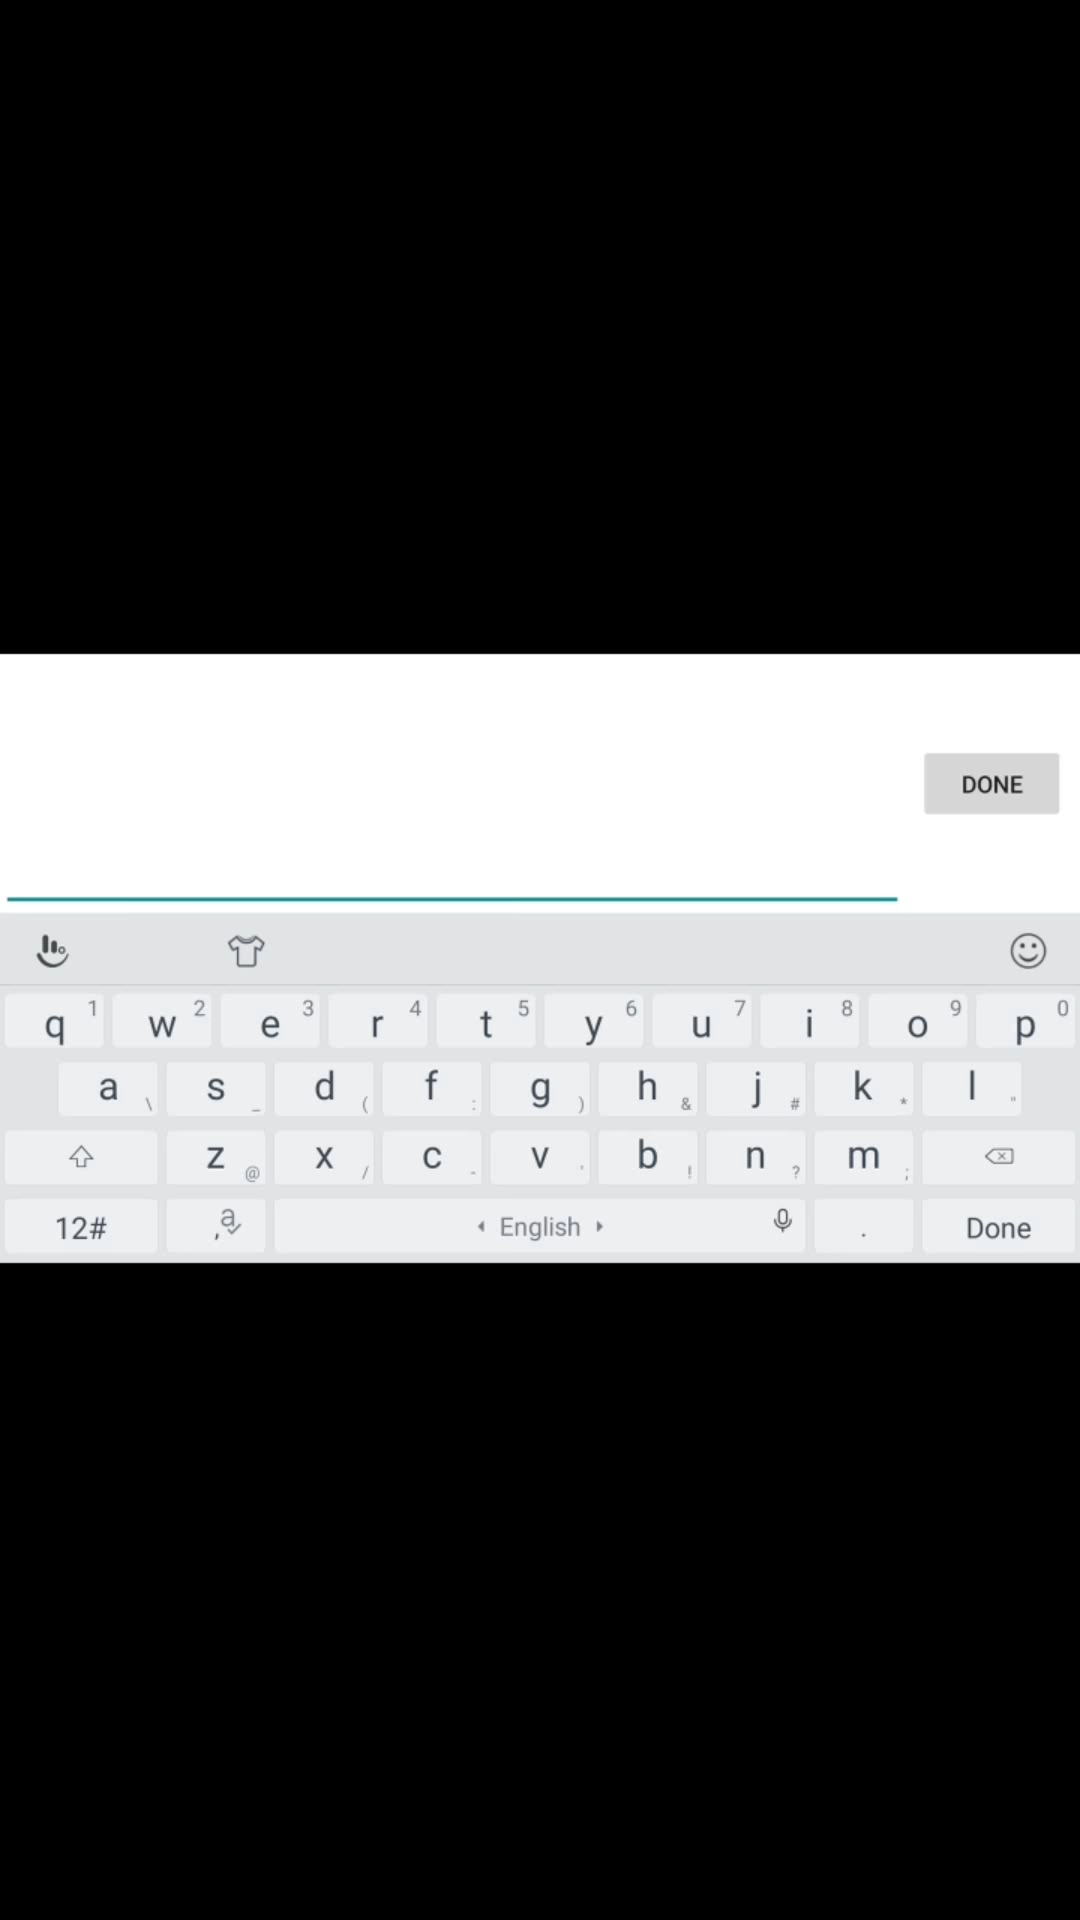 DONE
q 1 w 2 e 3 r 4 t 5 y 6 u 7 i 8 o 9 p 0
a \ s _ d ( f : g ) h & j # k * l "
z @ x / c - v ' b ! n ? m ;
12# , a English . Done